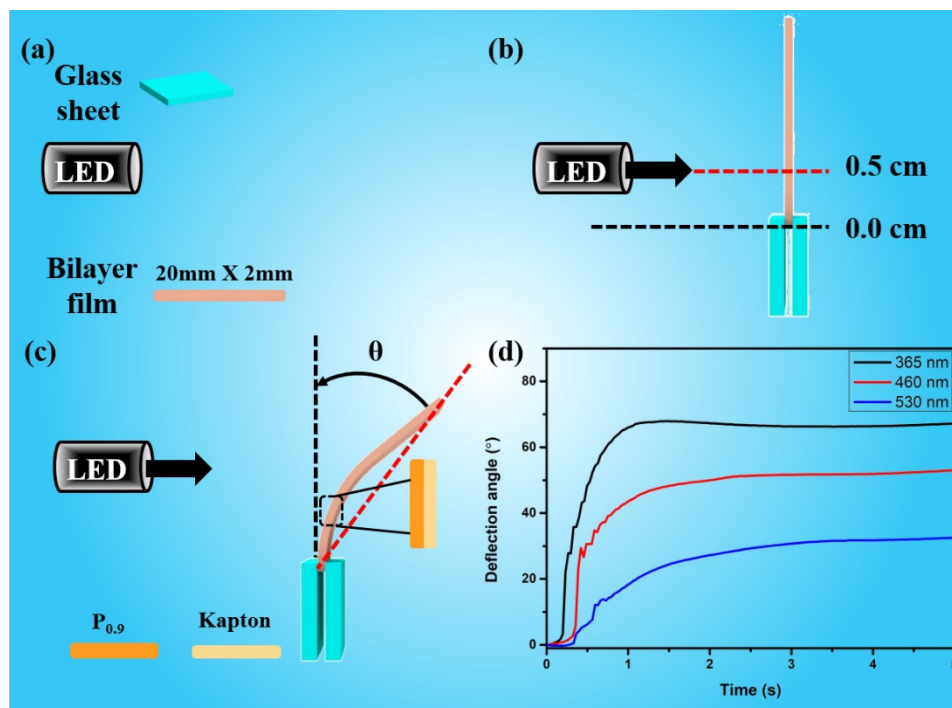 (a)
Glass
sheet
LED
Bilayer
film
20mm X 2mm
(b)
LED
0.5 cm
0.0 cm
(c)
θ
LED
P0.9
Kapton
(d)
365 nm
460 nm
530 nm
80
60
40
20
0
Deflection angle (°)
0 1 2 3 4 5
Time (s)